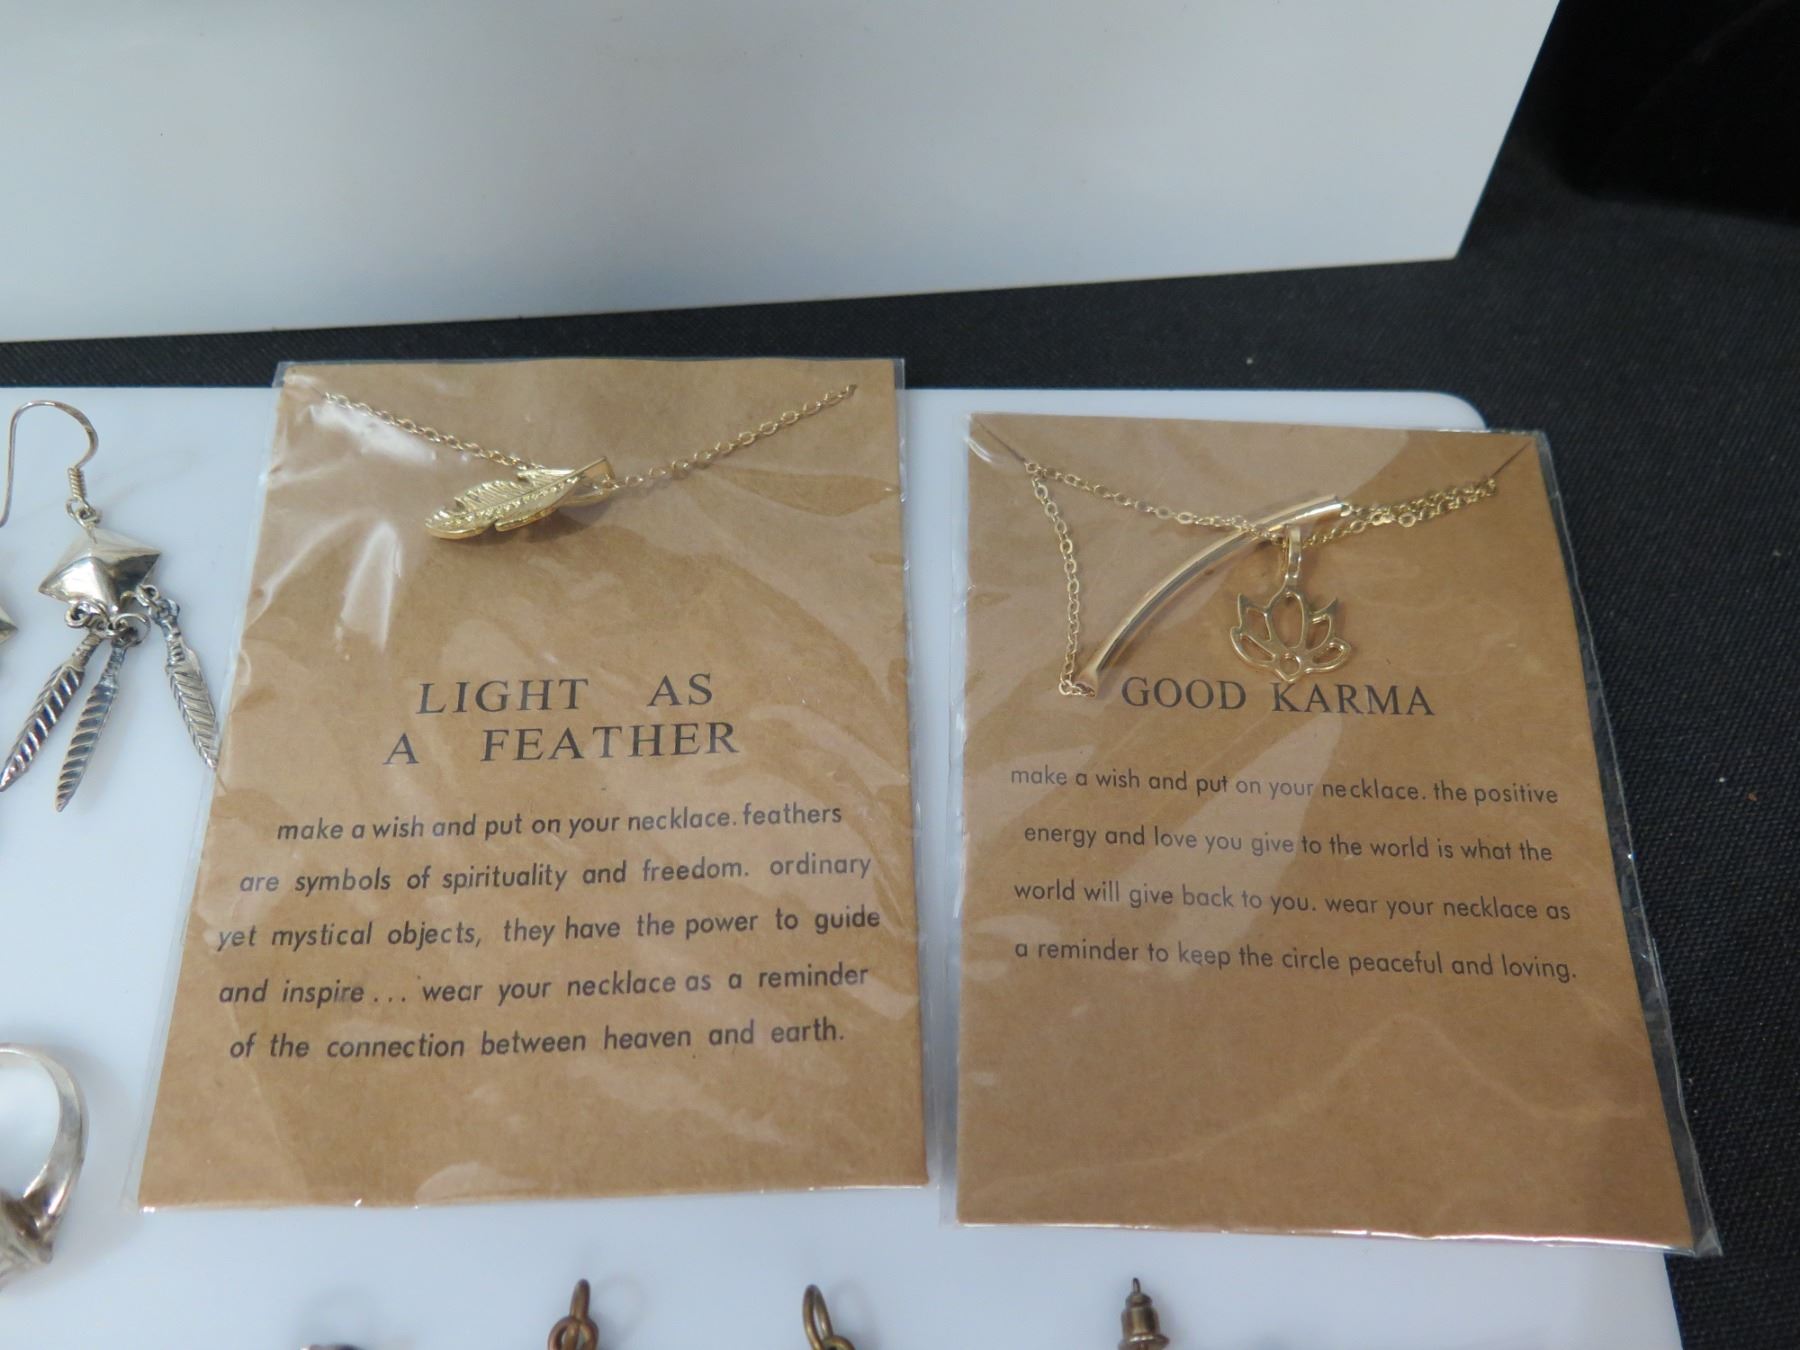 LIGHT AS
A FEATHER
make a wish and put on your necklace. feathers
are symbols of spirituality and freedom. ordinary
yet mystical objects, they have the power to guide
and inspire... wear your necklace as a reminder
of the connection between heaven and earth.
GOOD KARMA
make a wish and put on your necklace. the positive
energy and love you give to the world is what the
world will give back to you. wear your necklace as
a reminder to keep the circle peaceful and loving.